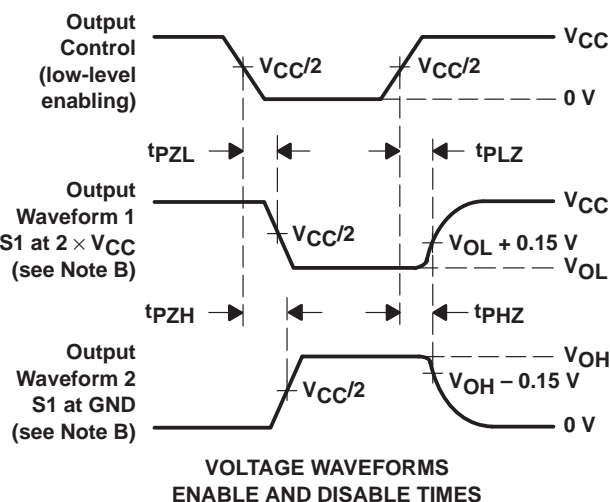 Output
Control
(low-level
enabling)
VCC/2
VCC/2
VCC
0 V
tPZL
tPLZ
Output
Waveform 1
S1 at 2 × VCC
(see Note B)
VCC/2
VCC
VOL + 0.15 V
VOL
tPZH
tPHZ
Output
Waveform 2
S1 at GND
(see Note B)
VCC/2
VOH
VOH – 0.15 V
0 V
VOLTAGE WAVEFORMS
ENABLE AND DISABLE TIMES